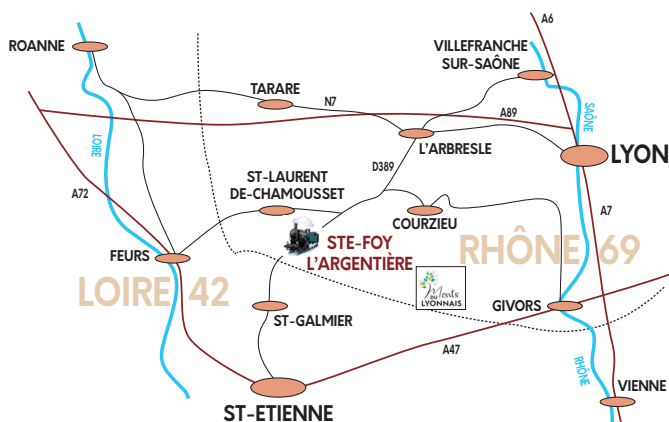 A6
ROANNE
VILLEFRANCHE
SUR-SAÔNE
TARARE
N7
SAÔNE
A89
LOIRE
L'ARBRESLE
LYON
D389
ST-LAURENT
DE-CHAMOUSSET
A72
A7
COURZIEU
STE-FOY
L'ARGENTIÈRE
RHÔNE 69
FEURS
LOIRE 42
Monts
DU
LYONNAIS
GIVORS
ST-GALMIER
A47
RHÔNE
VIENNE
ST-ETIENNE